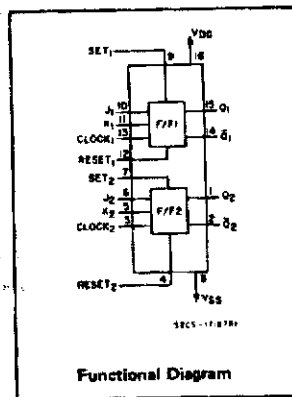 VDD
SET1
9 16
J1 10 15 Q1
K1 11 F/F1
CLOCK1 13 14 Q̅1
RESET1 12
SET2 7
J2 6 1 Q2
K2 5 F/F2
CLOCK2 3 2 Q̅2
RESET2 4 8
VSS
Functional Diagram